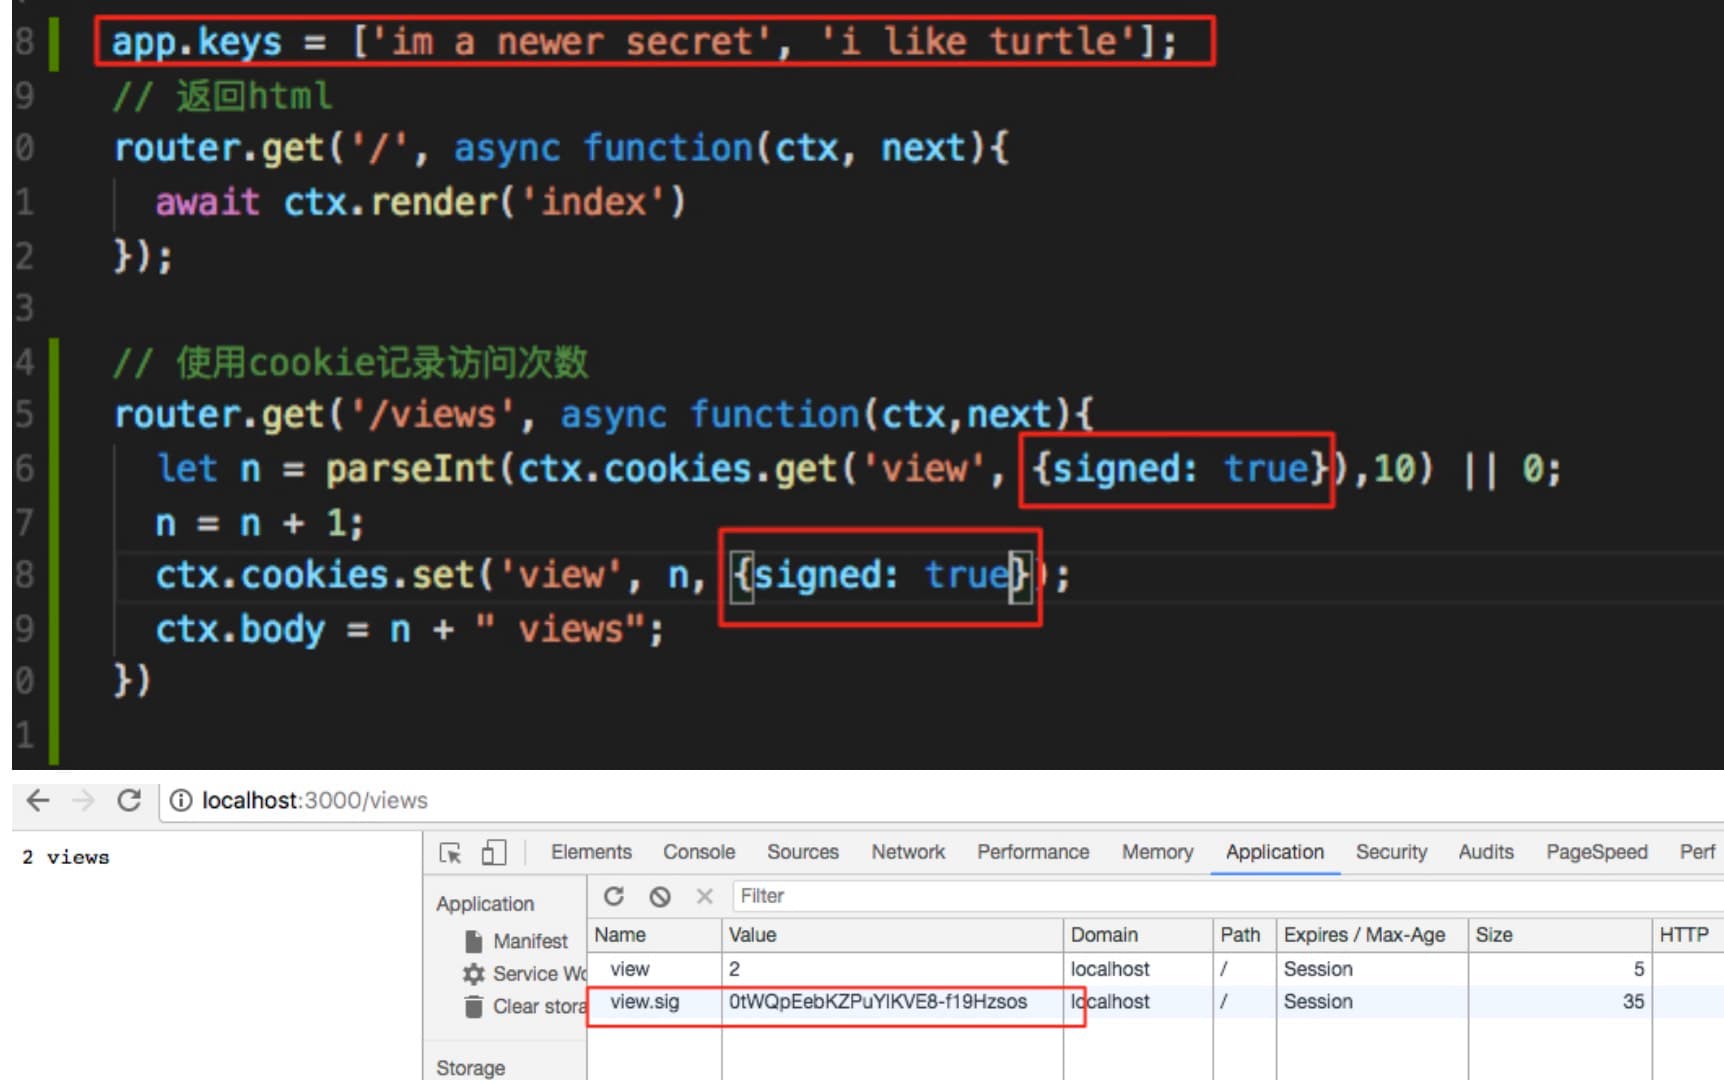 8 app.keys = ['im a newer secret', 'i like turtle'];
9 // 返回html
0 router.get('/', async function(ctx, next){
1 await ctx.render('index')
2 });
3
4 // 使用cookie记录访问次数
5 router.get('/views', async function(ctx,next){
6 let n = parseInt(ctx.cookies.get('view', {signed: true}),10) || 0;
7 n = n + 1;
8 ctx.cookies.set('view', n, {signed: true});
9 ctx.body = n + " views";
0 })
1
localhost:3000/views
2 views
Elements Console Sources Network Performance Memory Application Security Audits PageSpeed Perf
Application
Manifest
Service Wo
Clear stora
Storage
Filter
Name Value Domain Path Expires / Max-Age Size HTTP
view 2 localhost / Session 5
view.sig 0tWQpEebKZPuYlKVE8-f19Hzsos localhost / Session 35